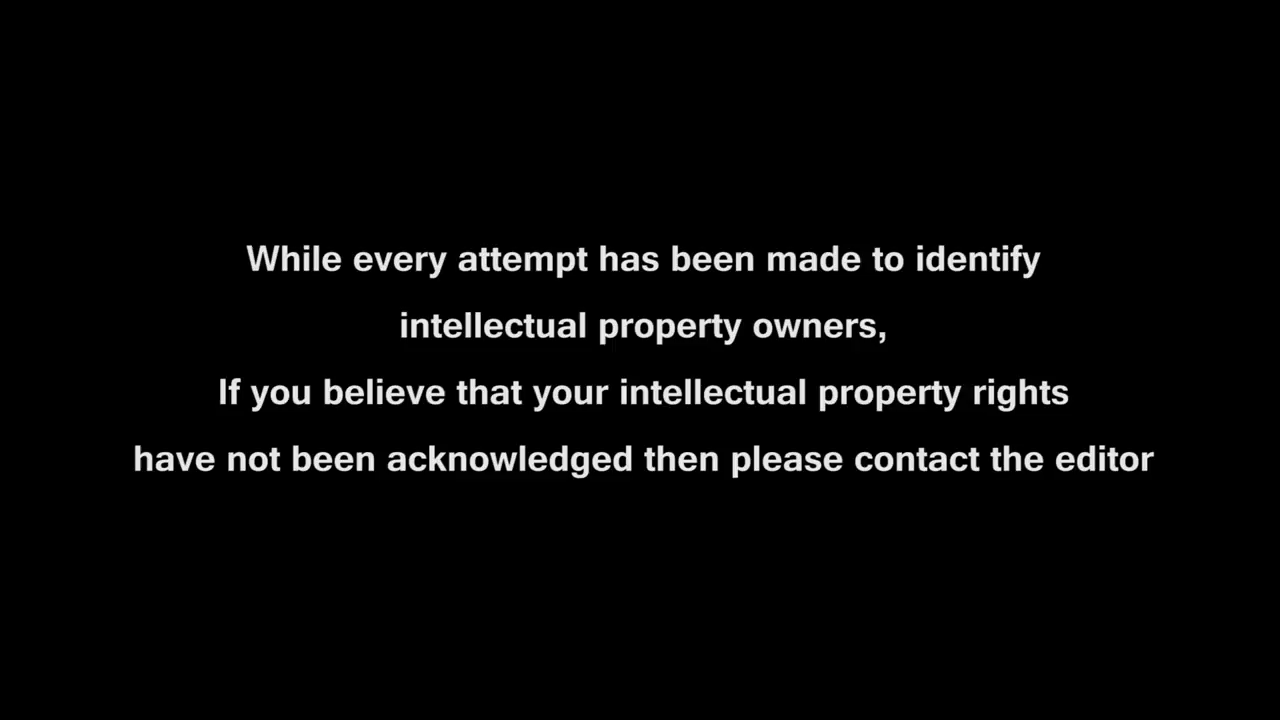 While every attempt has been made to identify
intellectual property owners,
If you believe that your intellectual property rights
have not been acknowledged then please contact the editor